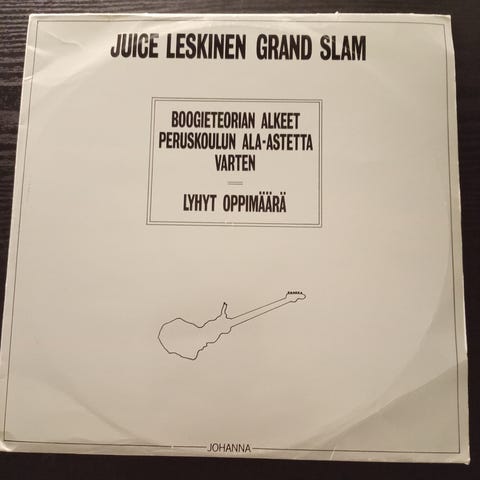 JUICE LESKINEN GRAND SLAM
BOOGIETEORIAN ALKEET
PERUSKOULUN ALA-ASTETTA
VARTEN
LYHYT OPPIMÄÄRÄ
JOHANNA